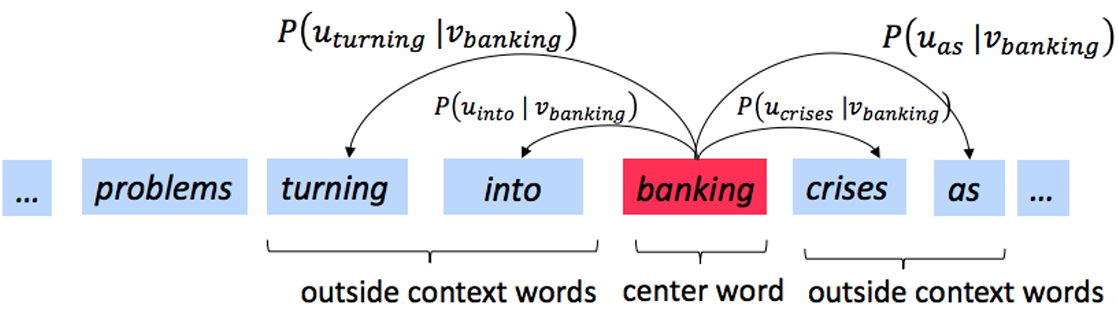 P(u_turning | v_banking) P(u_as | v_banking)
P(u_into | v_banking) P(u_crises | v_banking)
... problems turning into banking crises as ...
outside context words center word outside context words